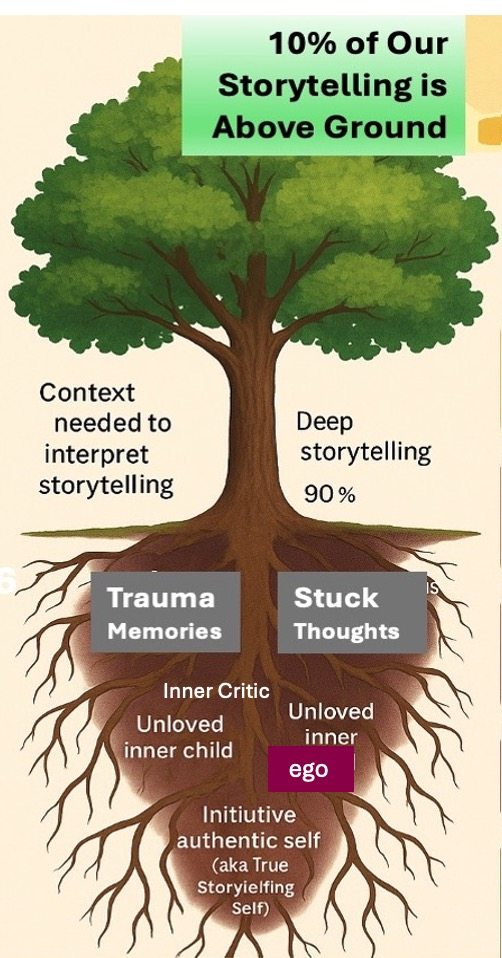 10% of Our
Storytelling is
Above Ground
Context
needed to
interpret
storytelling
Deep
storytelling
90 %
Trauma
Memories
Stuck
Thoughts
Inner Critic
Unloved
inner child
Unloved
inner
ego
Initiutive
authentic self
(aka True
Storyielfing
Self)